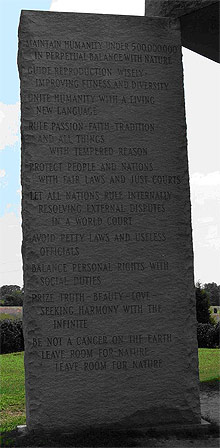 MAINTAIN HUMANITY UNDER 500,000,000
IN PERPETUAL BALANCE WITH NATURE
GUIDE REPRODUCTION WISELY -
IMPROVING FITNESS AND DIVERSITY
UNITE HUMANITY WITH A LIVING
NEW LANGUAGE
RULE PASSION - FAITH - TRADITION
AND ALL THINGS
WITH TEMPERED REASON
PROTECT PEOPLE AND NATIONS
WITH FAIR LAWS AND JUST COURTS
LET ALL NATIONS RULE INTERNALLY
RESOLVING EXTERNAL DISPUTES
IN A WORLD COURT
AVOID PETTY LAWS AND USELESS
OFFICIALS
BALANCE PERSONAL RIGHTS WITH
SOCIAL DUTIES
PRIZE TRUTH - BEAUTY - LOVE -
SEEKING HARMONY WITH THE
INFINITE
BE NOT A CANCER ON THE EARTH -
LEAVE ROOM FOR NATURE -
LEAVE ROOM FOR NATURE